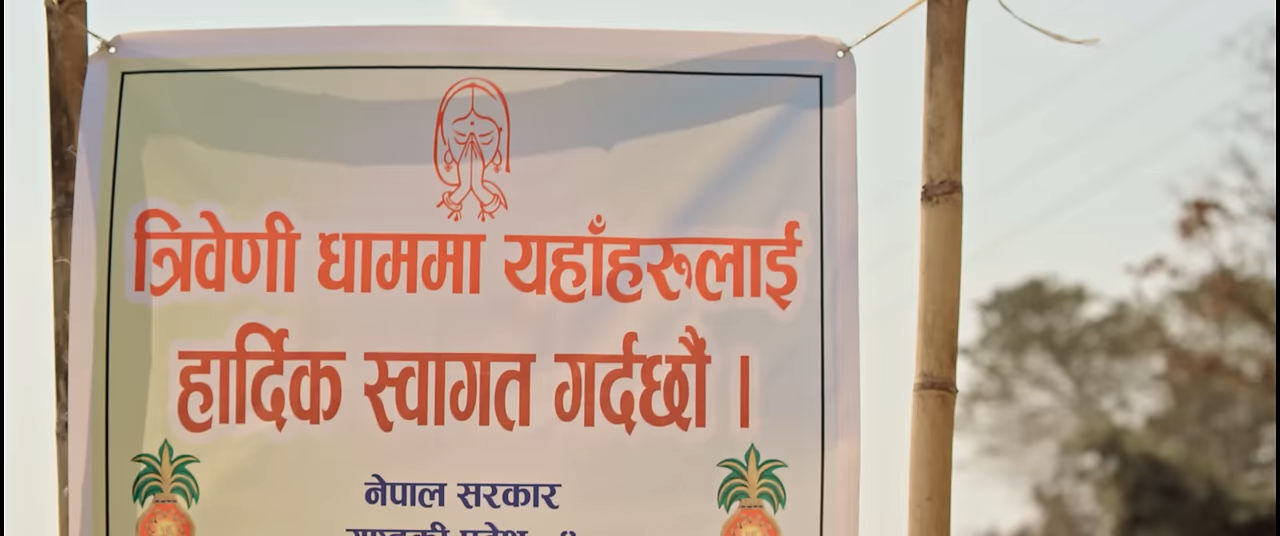 त्रिवेणी धाममा यहाँहरुलाई
हार्दिक स्वागत गर्दछौं ।
नेपाल सरकार